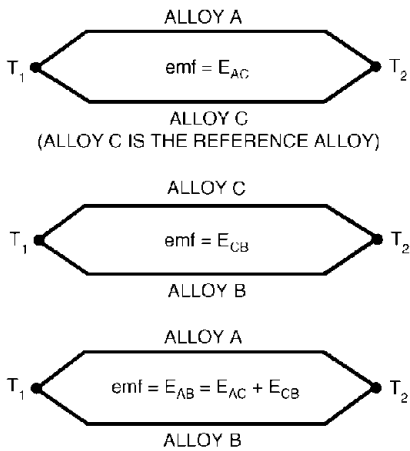 ALLOY A
T1 emf = EAC T2
ALLOY C
(ALLOY C IS THE REFERENCE ALLOY)
ALLOY C
T1 emf = ECB T2
ALLOY B
ALLOY A
T1 emf = EAB = EAC + ECB T2
ALLOY B